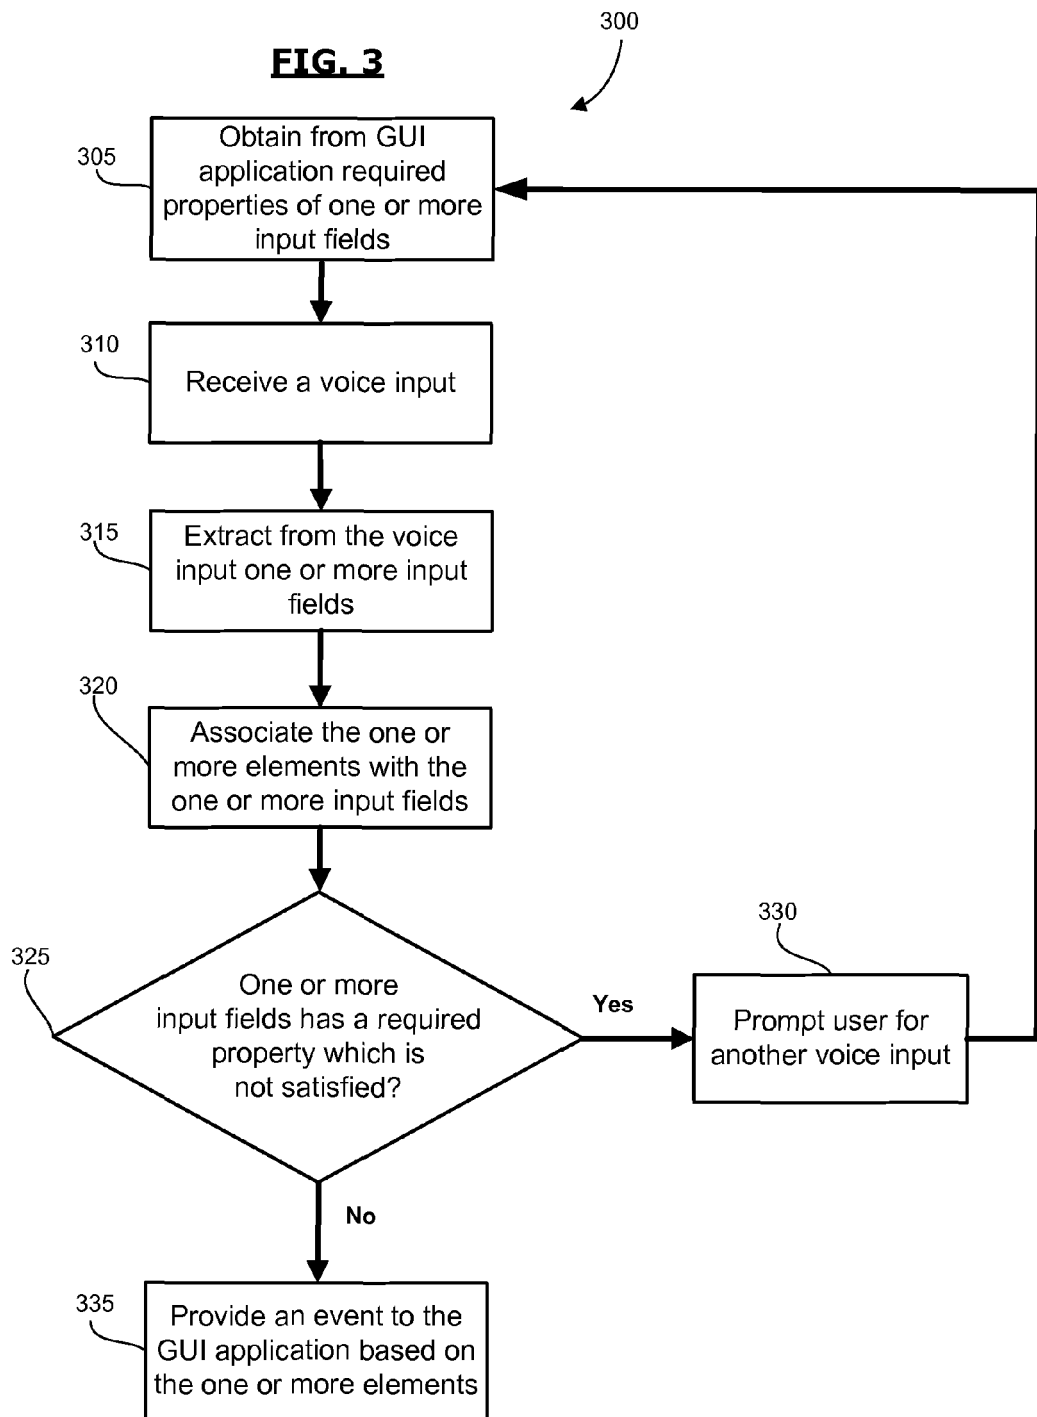 300
FIG. 3
305
Obtain from GUI
application required
properties of one or more
input fields
310
Receive a voice input
315
Extract from the voice
input one or more input
fields
320
Associate the one or
more elements with the
one or more input fields
325
One or more
input fields has a required
property which is
not satisfied?
Yes
330
Prompt user for
another voice input
No
335
Provide an event to the
GUI application based on
the one or more elements